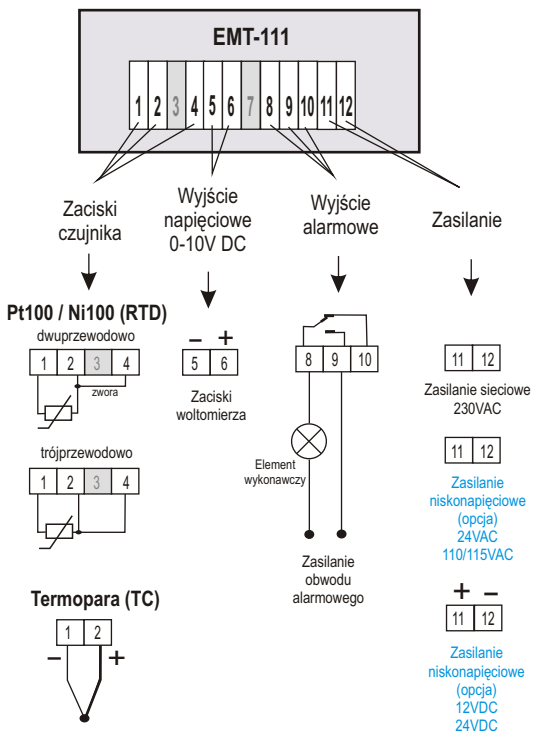 EMT-111
1 2 3 4 5 6 7 8 9 10 11 12
Zaciski
czujnika
Wyjście
napięciowe
0-10V DC
Wyjście
alarmowe
Zasilanie
Pt100 / Ni100 (RTD)
dwuprzewodowo
1 2 3 4
zwora
trójprzewodowo
1 2 3 4
Termopara (TC)
1 2
– +
– +
5 6
Zaciski
woltomierza
8 9 10
Element
wykonawczy
Zasilanie
obwodu
alarmowego
11 12
Zasilanie sieciowe
230VAC
11 12
Zasilanie
niskonapięciowe
(opcja)
24VAC
110/115VAC
+ –
11 12
Zasilanie
niskonapięciowe
(opcja)
12VDC
24VDC